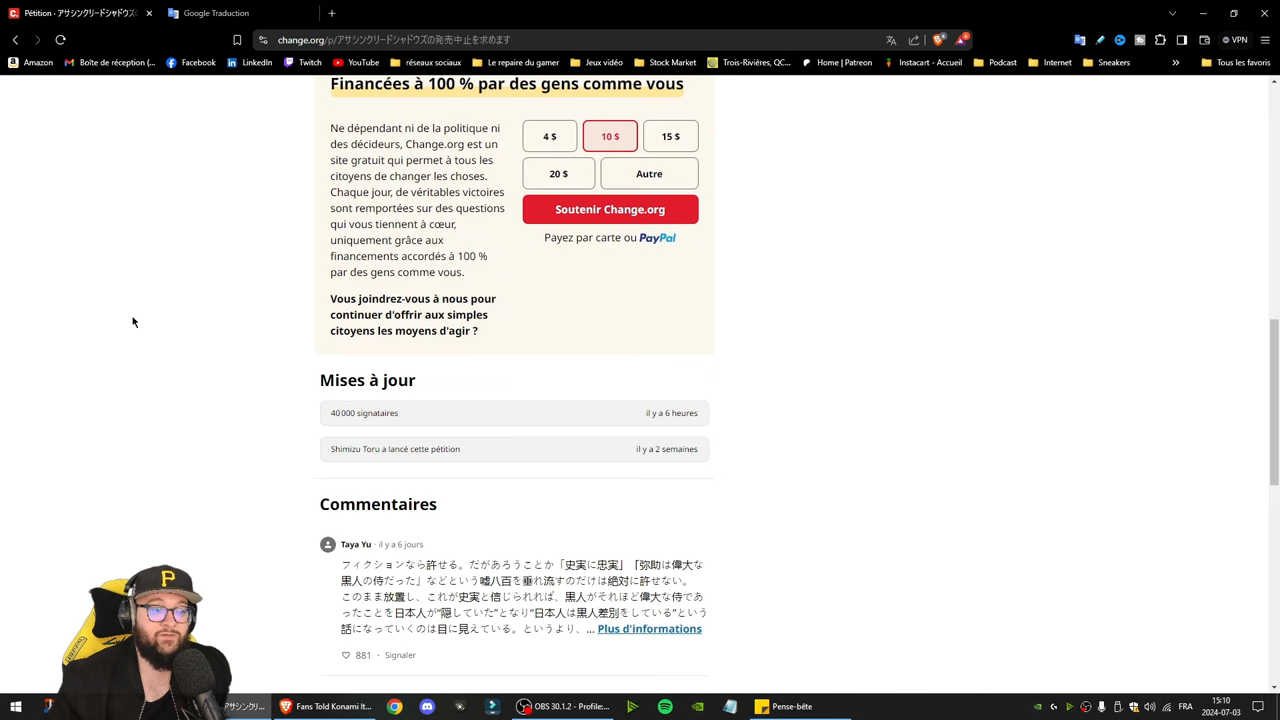 Pétition · アサシンクリードシャドウズ
Google Traduction
change.org/p/アサシンクリードシャドウズの発売中止を求めます
VPN
Amazon
Boîte de réception (...
Facebook
LinkedIn
Twitch
YouTube
réseaux sociaux
Le repaire du gamer
Jeux vidéo
Stock Market
Trois-Rivières, QC...
Home | Patreon
Instacart - Accueil
Podcast
Internet
Sneakers
»
Tous les favoris
Financées à 100 % par des gens comme vous
Ne dépendant ni de la politique ni
des décideurs, Change.org est un
site gratuit qui permet à tous les
citoyens de changer les choses.
Chaque jour, de véritables victoires
sont remportées sur des questions
qui vous tiennent à cœur,
uniquement grâce aux
financements accordés à 100 %
par des gens comme vous.
Vous joindrez-vous à nous pour
continuer d'offrir aux simples
citoyens les moyens d'agir ?
4 $
10 $
15 $
20 $
Autre
Soutenir Change.org
Payez par carte ou PayPal
Mises à jour
40 000 signataires
il y a 6 heures
Shimizu Toru a lancé cette pétition
il y a 2 semaines
Commentaires
Taya Yu · il y a 6 jours
フィクションなら許せる。だがあろうことか「史実に忠実」「弥助は偉大な
黒人の侍だった」などという嘘八百を垂れ流すのだけは絶対に許せない。
このまま放置し、これが史実と信じられれば、黒人がそれほど偉大な侍であ
ったことを日本人が“隠していた”となり“日本人は黒人差別をしている”という
話になっていくのは目に見えている。というより、... Plus d'informations
881 · Signaler
P
アサシンクリ...
Fans Told Konami It...
OBS 30.1.2 - Profile:...
Pense-bête
FRA
15:10
2024-07-03